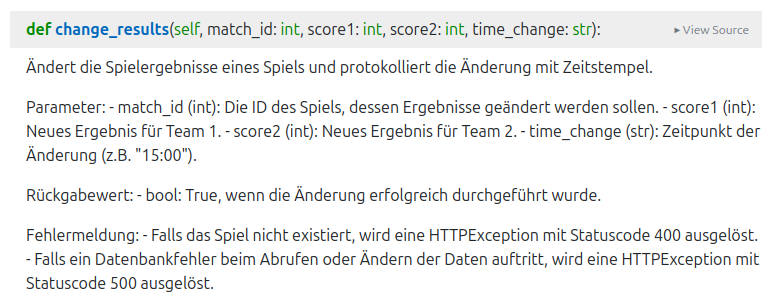 def change_results(self, match_id: int, score1: int, score2: int, time_change: str): ▸ View Source
Ändert die Spielergebnisse eines Spiels und protokolliert die Änderung mit Zeitstempel.
Parameter: - match_id (int): Die ID des Spiels, dessen Ergebnisse geändert werden sollen. - score1 (int):
Neues Ergebnis für Team 1. - score2 (int): Neues Ergebnis für Team 2. - time_change (str): Zeitpunkt der
Änderung (z.B. "15:00").
Rückgabewert: - bool: True, wenn die Änderung erfolgreich durchgeführt wurde.
Fehlermeldung: - Falls das Spiel nicht existiert, wird eine HTTPException mit Statuscode 400 ausgelöst.
- Falls ein Datenbankfehler beim Abrufen oder Ändern der Daten auftritt, wird eine HTTPException mit
Statuscode 500 ausgelöst.